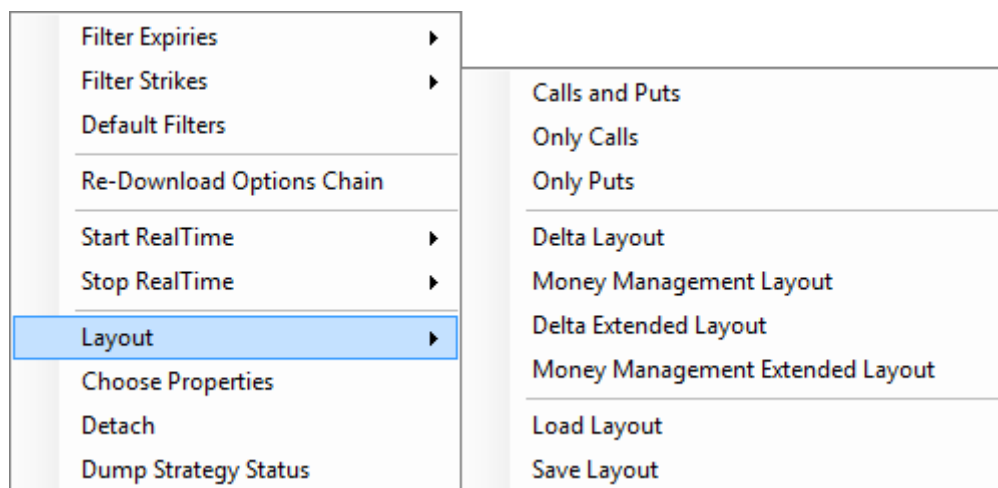 Filter Expiries
Filter Strikes
Default Filters
Re-Download Options Chain
Start RealTime
Stop RealTime
Layout
Choose Properties
Detach
Dump Strategy Status
Calls and Puts
Only Calls
Only Puts
Delta Layout
Money Management Layout
Delta Extended Layout
Money Management Extended Layout
Load Layout
Save Layout